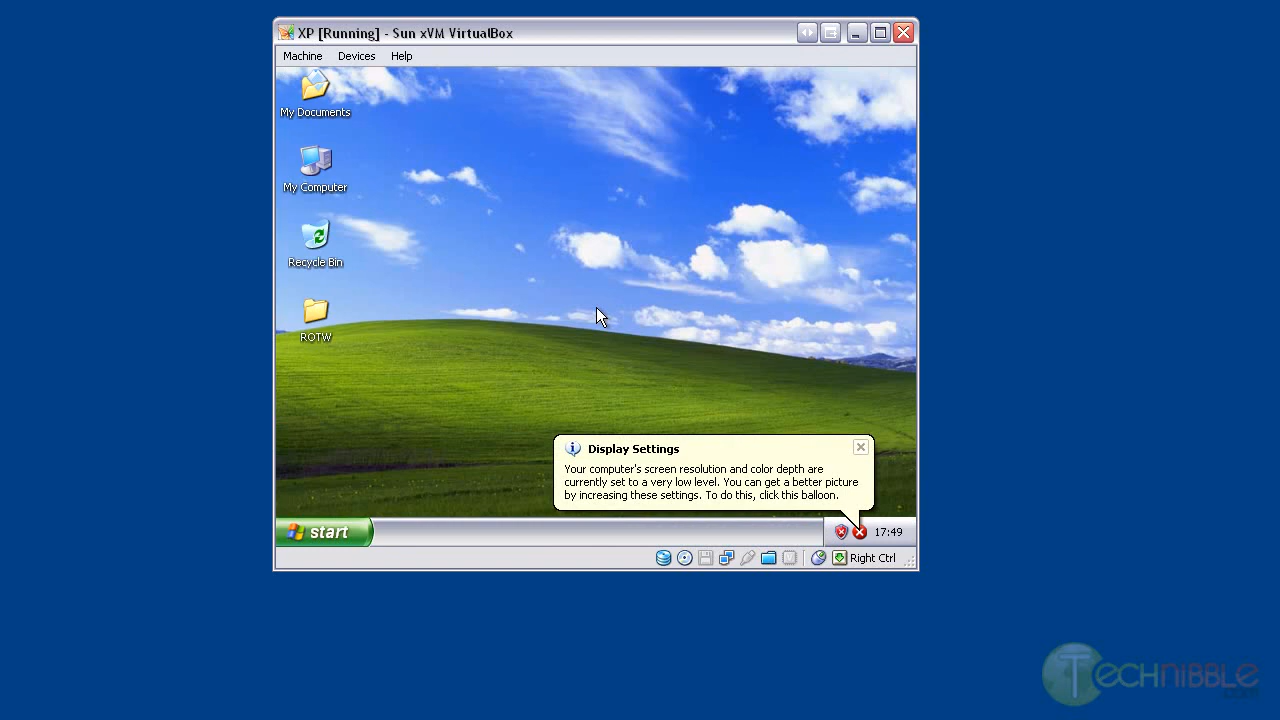 XP [Running] - Sun xVM VirtualBox
Machine Devices Help
My Documents
My Computer
Recycle Bin
ROTW
Display Settings
Your computer's screen resolution and color depth are
currently set to a very low level. You can get a better picture
by increasing these settings. To do this, click this balloon.
start
17:49
Right Ctrl
Technibble
.com